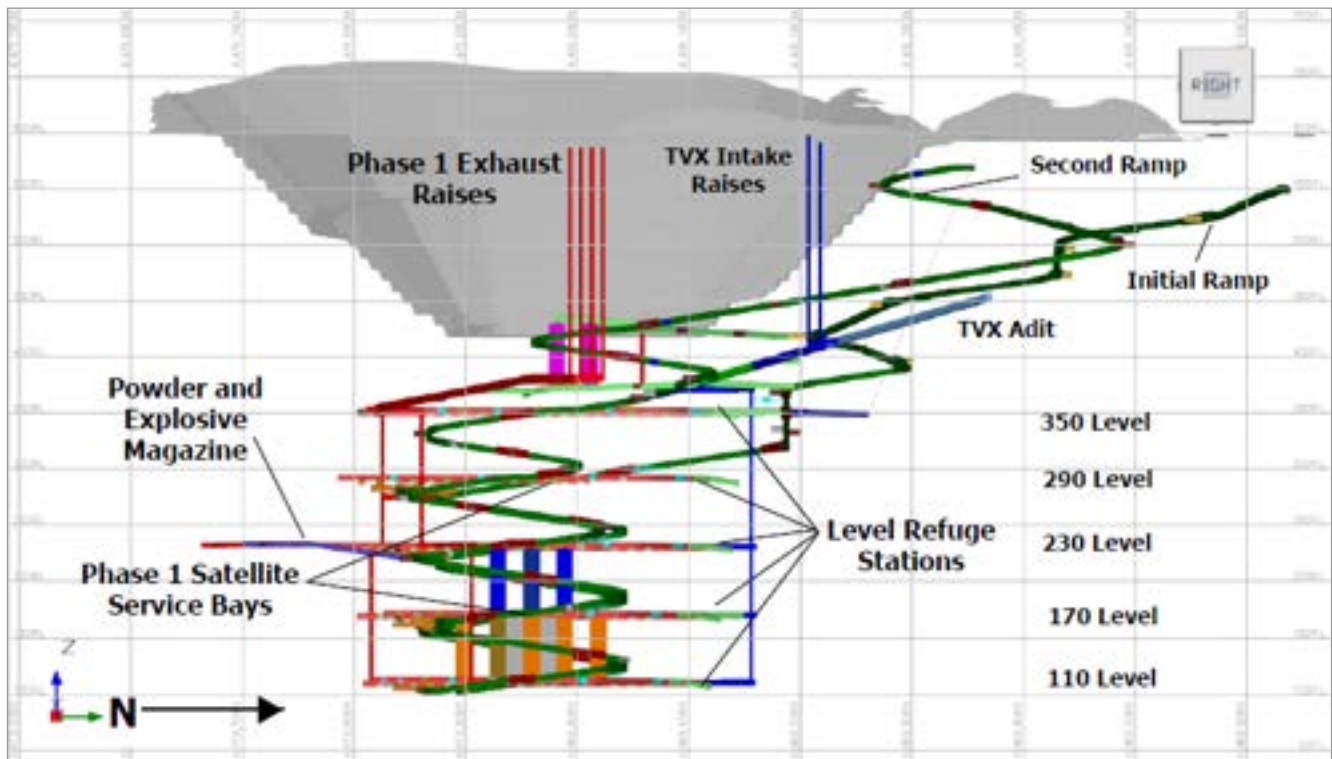 RIGHT
Phase 1 Exhaust
Raises
TVX Intake
Raises
Second Ramp
Initial Ramp
TVX Adit
Powder and
Explosive
Magazine
350 Level
290 Level
Level Refuge
Stations
230 Level
Phase 1 Satellite
Service Bays
170 Level
110 Level
Z
N